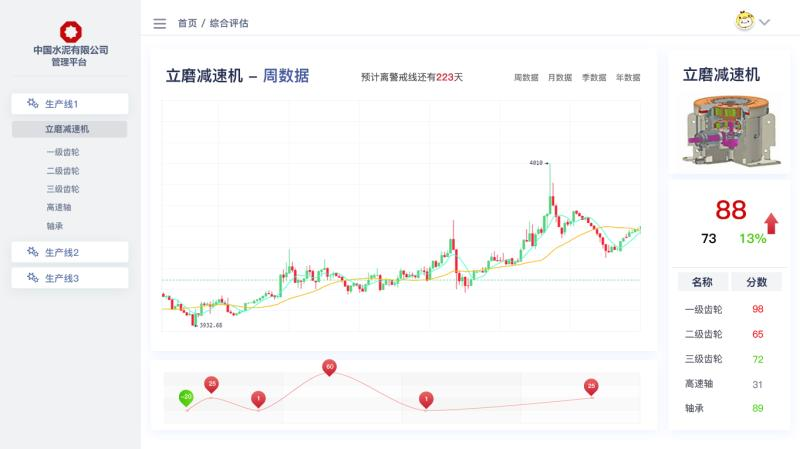 中国水泥有限公司
管理平台
生产线1
立磨减速机
一级齿轮
二级齿轮
三级齿轮
高速轴
轴承
生产线2
生产线3
首页 / 综合评估
立磨减速机 – 周数据
预计离警戒线还有223天
周数据 月数据 季数据 年数据
4010
3932.68
-20
25
1
60
1
25
立磨减速机
88
73 13%
名称 分数
一级齿轮 98
二级齿轮 65
三级齿轮 72
高速轴 31
轴承 89